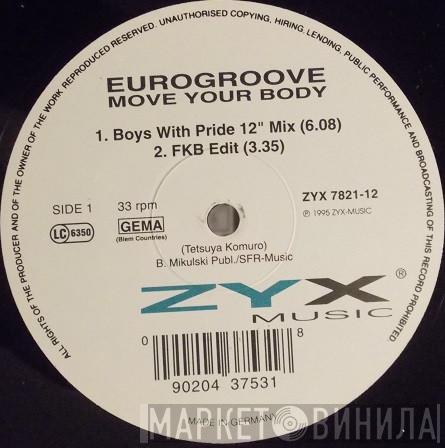 ALL RIGHTS OF THE PRODUCER AND OF THE OWNER OF THE WORK REPRODUCED RESERVED. UNAUTHORISED COPYING, HIRING, LENDING, PUBLIC PERFORMANCE AND BROADCASTING OF THIS RECORD PROHIBITED
EUROGROOVE
MOVE YOUR BODY
1. Boys With Pride 12" Mix (6.08)
2. FKB Edit (3.35)
SIDE 1
33 rpm
ZYX 7821-12
LC 6350
GEMA
(Biem Countries)
℗ 1995 ZYX-MUSIC
(Tetsuya Komuro)
B. Mikulski Publ./SFR-Music
ZYX®
MUSIC
0 8
90204 37531
MADE IN GERMANY
МАРКЕТ ВИНИЛА